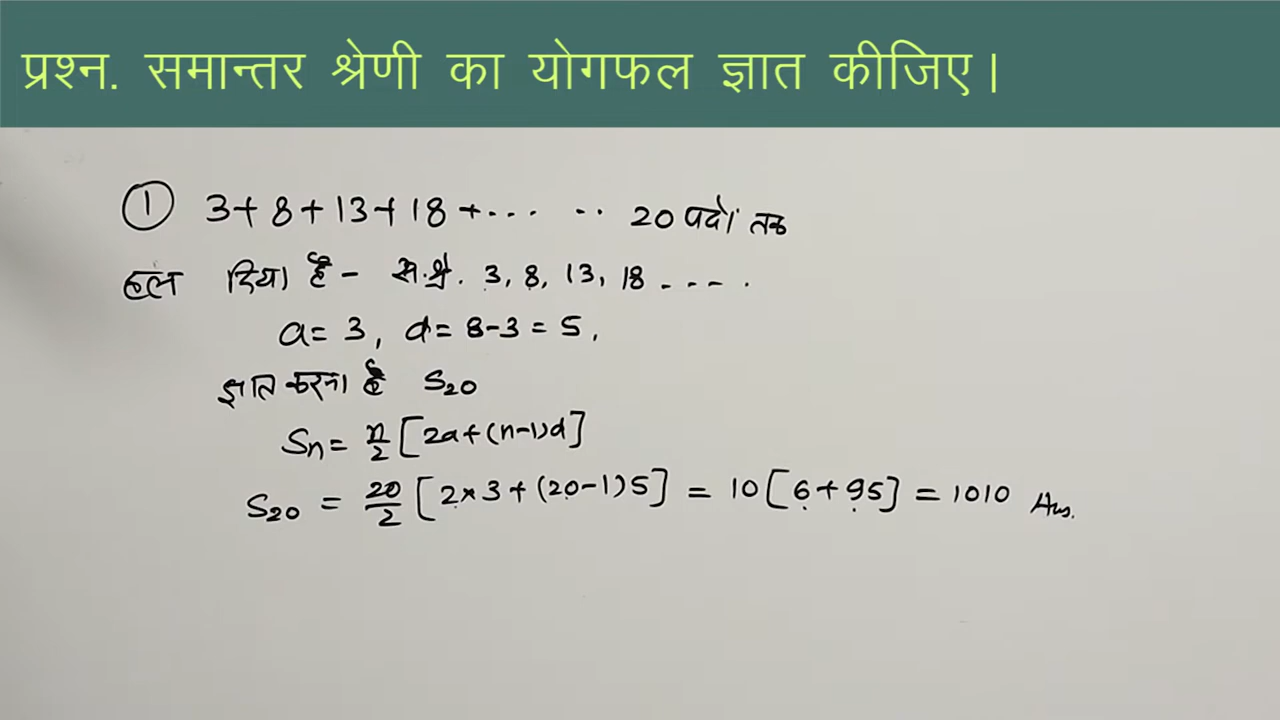 प्रश्न. समान्तर श्रेणी का योगफल ज्ञात कीजिए।
① 3+8+13+18+... .. 20 पदों तक
हल दिया है - स.श्रे. 3, 8, 13, 18 - - - - .
a = 3, d = 8-3 = 5,
ज्ञात करना है S₂₀
Sn = n/2 [2a+(n-1)d]
S₂₀ = 20/2 [2×3+(20-1)5] = 10[6+95] = 1010 Ans.